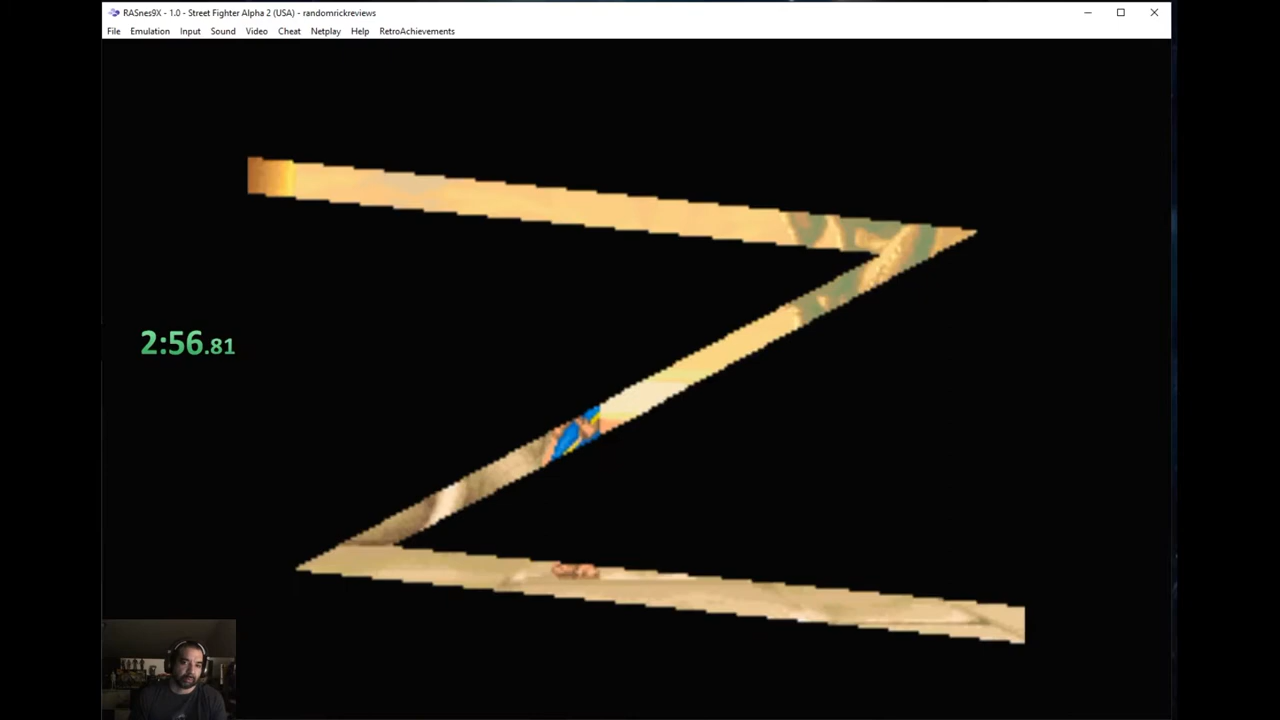 RASnes9X - 1.0 - Street Fighter Alpha 2 (USA) - randomrickreviews
File Emulation Input Sound Video Cheat Netplay Help RetroAchievements
2:56.81